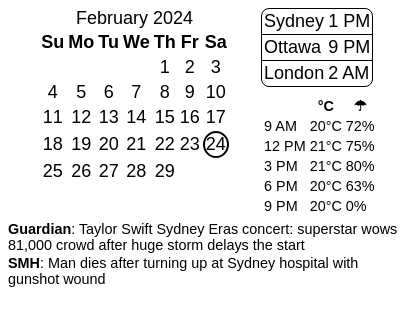 February 2024
Su Mo Tu We Th Fr Sa
1 2 3
4 5 6 7 8 9 10
11 12 13 14 15 16 17
18 19 20 21 22 23 24
25 26 27 28 29
Sydney 1 PM
Ottawa 9 PM
London 2 AM
°C ☂
9 AM 20°C 72%
12 PM 21°C 75%
3 PM 21°C 80%
6 PM 20°C 63%
9 PM 20°C 0%
Guardian: Taylor Swift Sydney Eras concert: superstar wows
81,000 crowd after huge storm delays the start
SMH: Man dies after turning up at Sydney hospital with
gunshot wound